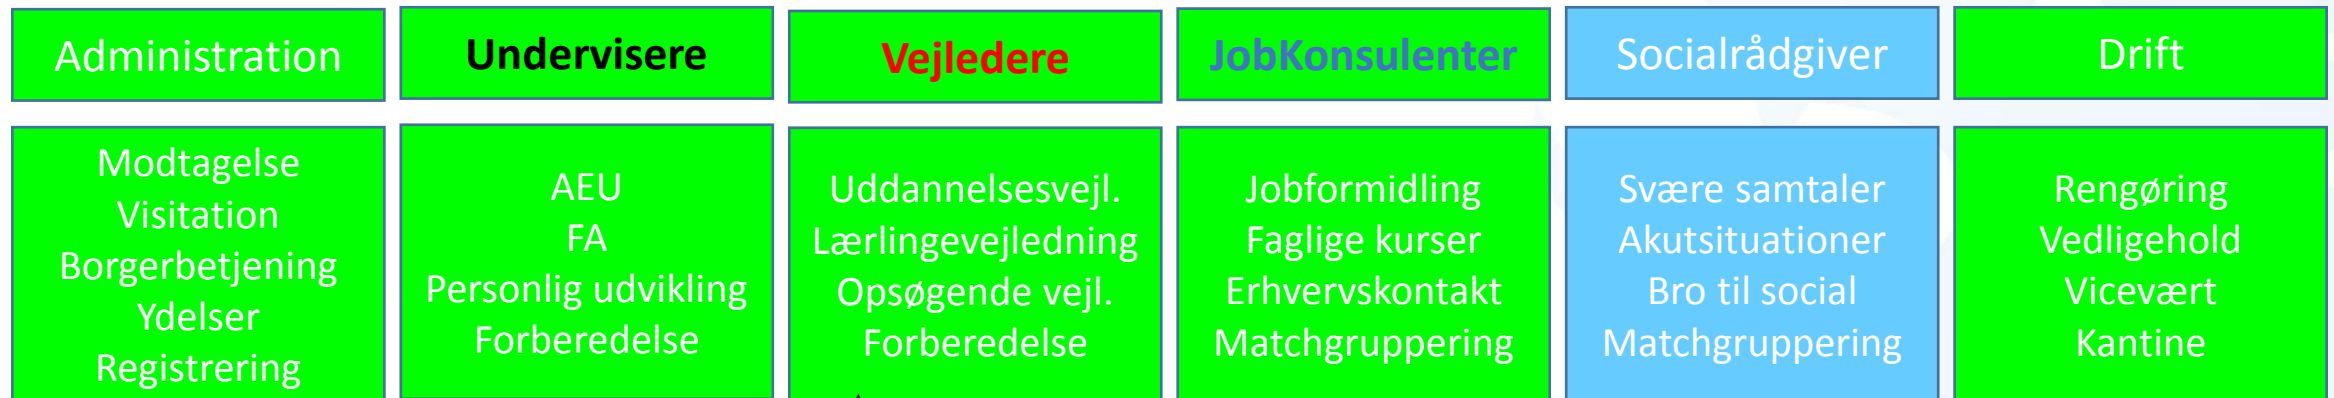 Administration
Modtagelse
Visitation
Borgerbetjening
Ydelser
Registrering
Undervisere
AEU
FA
Personlig udvikling
Forberedelse
Vejledere
Uddannelsesvejl.
Lærlingevejledning
Opsøgende vejl.
Forberedelse
JobKonsulenter
Jobformidling
Faglige kurser
Erhvervskontakt
Matchgruppering
Socialrådgiver
Svære samtaler
Akutsituationer
Bro til social
Matchgruppering
Drift
Rengøring
Vedligehold
Vicevært
Kantine